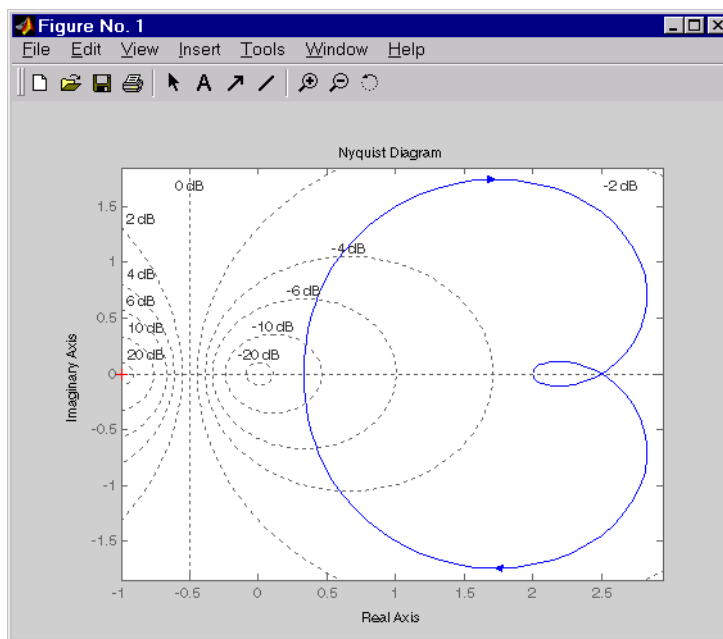 Figure No. 1
File Edit View Insert Tools Window Help
A
Nyquist Diagram
0 dB
-2 dB
2 dB
-4 dB
4 dB
-6 dB
6 dB
-10 dB
10 dB
-20 dB
20 dB
1.5
1
0.5
0
-0.5
-1
-1.5
Imaginary Axis
-1 -0.5 0 0.5 1 1.5 2 2.5
Real Axis